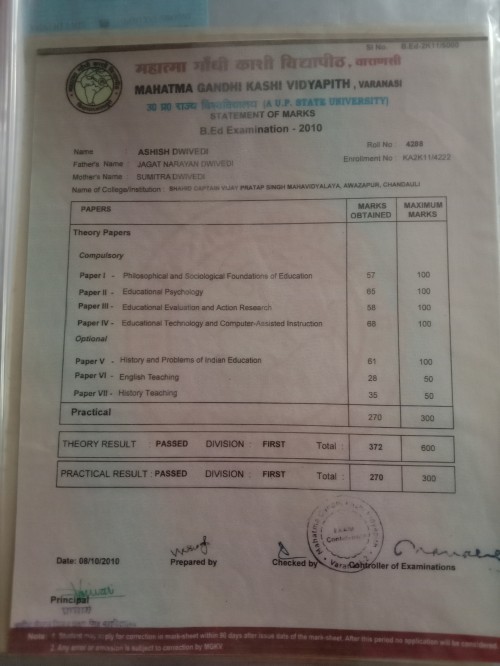 Sl No. B.Ed-2K11/6006
महात्मा गाँधी काशी विद्यापीठ, वाराणसी
MAHATMA GANDHI KASHI VIDYAPITH, VARANASI
उ0 प्र0 राज्य विश्वविद्यालय (A U.P. STATE UNIVERSITY)
STATEMENT OF MARKS
B.Ed Examination - 2010
Name ASHISH DWIVEDI Roll No 4288
Father's Name JAGAT NARAYAN DWIVEDI Enrollment No KA2K11/4223
Mother's Name SUMITRA DWIVEDI
Name of College/Institution : SHAHID CAPTAIN VIJAY PRATAP SINGH MAHAVIDYALAYA, AWAZAPUR, CHANDAULI
PAPERS MARKS OBTAINED MAXIMUM MARKS
Theory Papers
Compulsory
Paper I - Philosophical and Sociological Foundations of Education 57 100
Paper II - Educational Psychology 65 100
Paper III - Educational Evaluation and Action Research 58 100
Paper IV - Educational Technology and Computer-Assisted Instruction 68 100
Optional
Paper V - History and Problems of Indian Education 61 100
Paper VI - English Teaching 28 50
Paper VII - History Teaching 35 50
Practical 270 300
THEORY RESULT : PASSED DIVISION : FIRST Total : 372 600
PRACTICAL RESULT : PASSED DIVISION : FIRST Total : 270 300
Date: 08/10/2010 Prepared by Checked by Controller of Examinations
Principal
प्राचार्य
Note : 1. Student may apply for correction in mark-sheet within 90 days after issue date of the mark-sheet. After this period no application will be considered
2. Any error or omission is subject to correction by MGKV